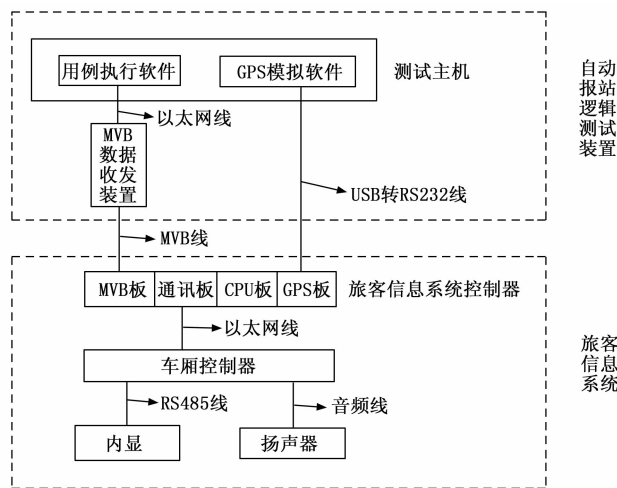 用例执行软件
GPS模拟软件
测试主机
以太网线
MVB
数据
收发
装置
USB转RS232线
自动
报站
逻辑
测试
装置
MVB线
MVB板
通讯板
CPU板
GPS板
旅客信息系统控制器
以太网线
车厢控制器
RS485线
音频线
内显
扬声器
旅客
信息
系统